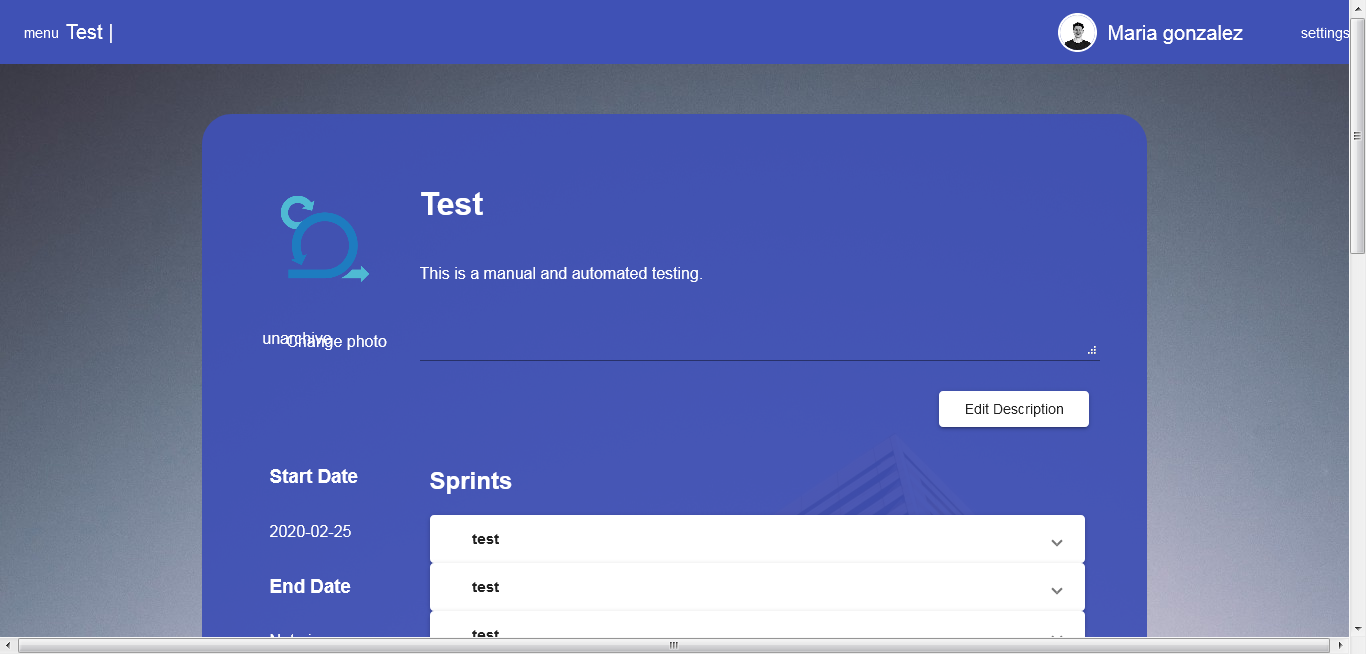 menu Test |
Maria gonzalez
settings
Test
This is a manual and automated testing.
unarchive
Change photo
Edit Description
Start Date
Sprints
2020-02-25
test
End Date
test
test